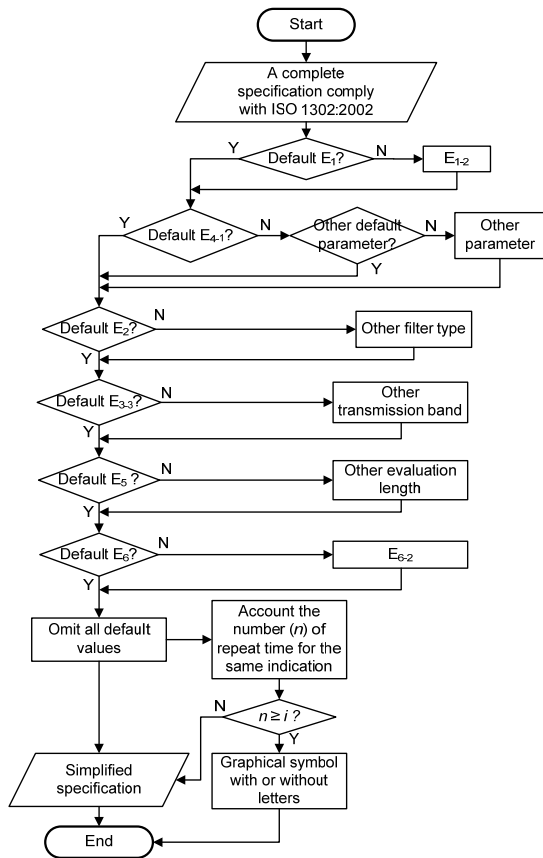 Start
A complete
specification comply
with ISO 1302:2002
Y
Default E₁?
N
E₁₋₂
Y
Default E₄₋₁?
N
Other default
parameter?
N
Other
parameter
Y
Default E₂?
N
Other filter type
Y
Default E₃₋₃?
N
Other
transmission band
Y
Default E₅ ?
N
Other evaluation
length
Y
Default E₆?
N
E₆₋₂
Y
Omit all default
values
Account the
number (n) of
repeat time for the
same indication
N
n ≥ i ?
Y
Simplified
specification
Graphical symbol
with or without
letters
End